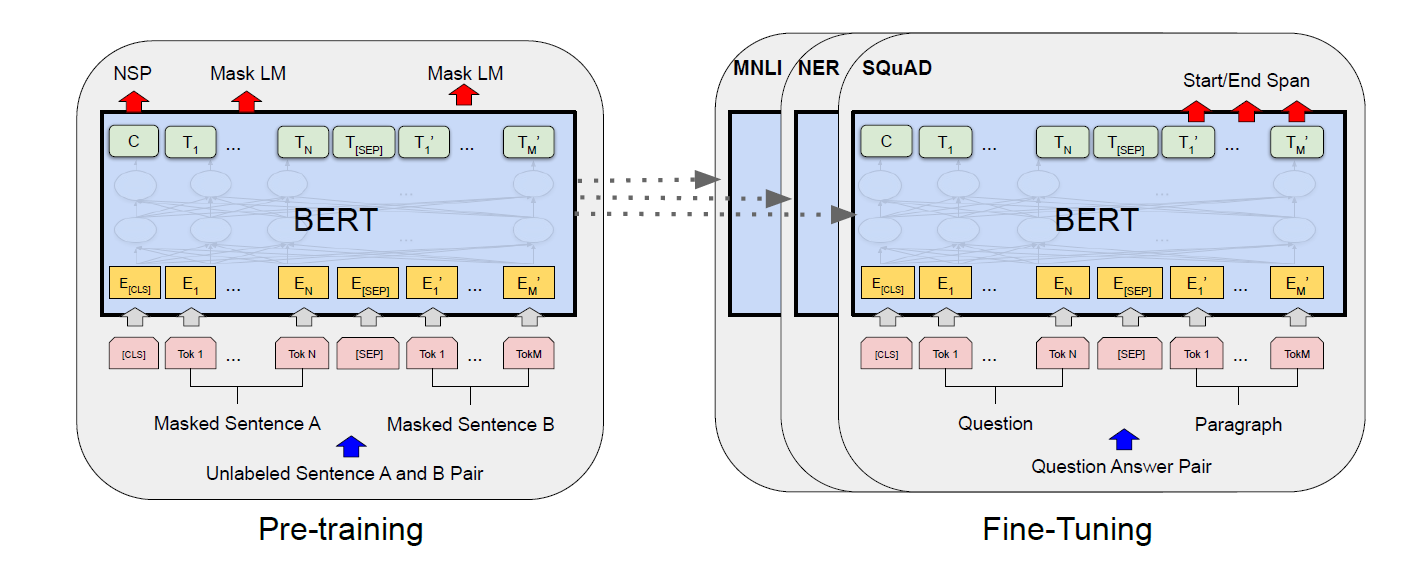 NSP Mask LM Mask LM
C T1 ... TN T[SEP] T1’ ... TM’
...
BERT
...
E[CLS] E1 ... EN E[SEP] E1’ ... EM’
[CLS] Tok 1 ... Tok N [SEP] Tok 1 ... TokM
Masked Sentence A Masked Sentence B
Unlabeled Sentence A and B Pair
Pre-training
MNLI NER SQuAD
Start/End Span
C T1 ... TN T[SEP] T1’ ... TM’
...
BERT
...
E[CLS] E1 ... EN E[SEP] E1’ ... EM’
[CLS] Tok 1 ... Tok N [SEP] Tok 1 ... TokM
Question Paragraph
Question Answer Pair
Fine-Tuning